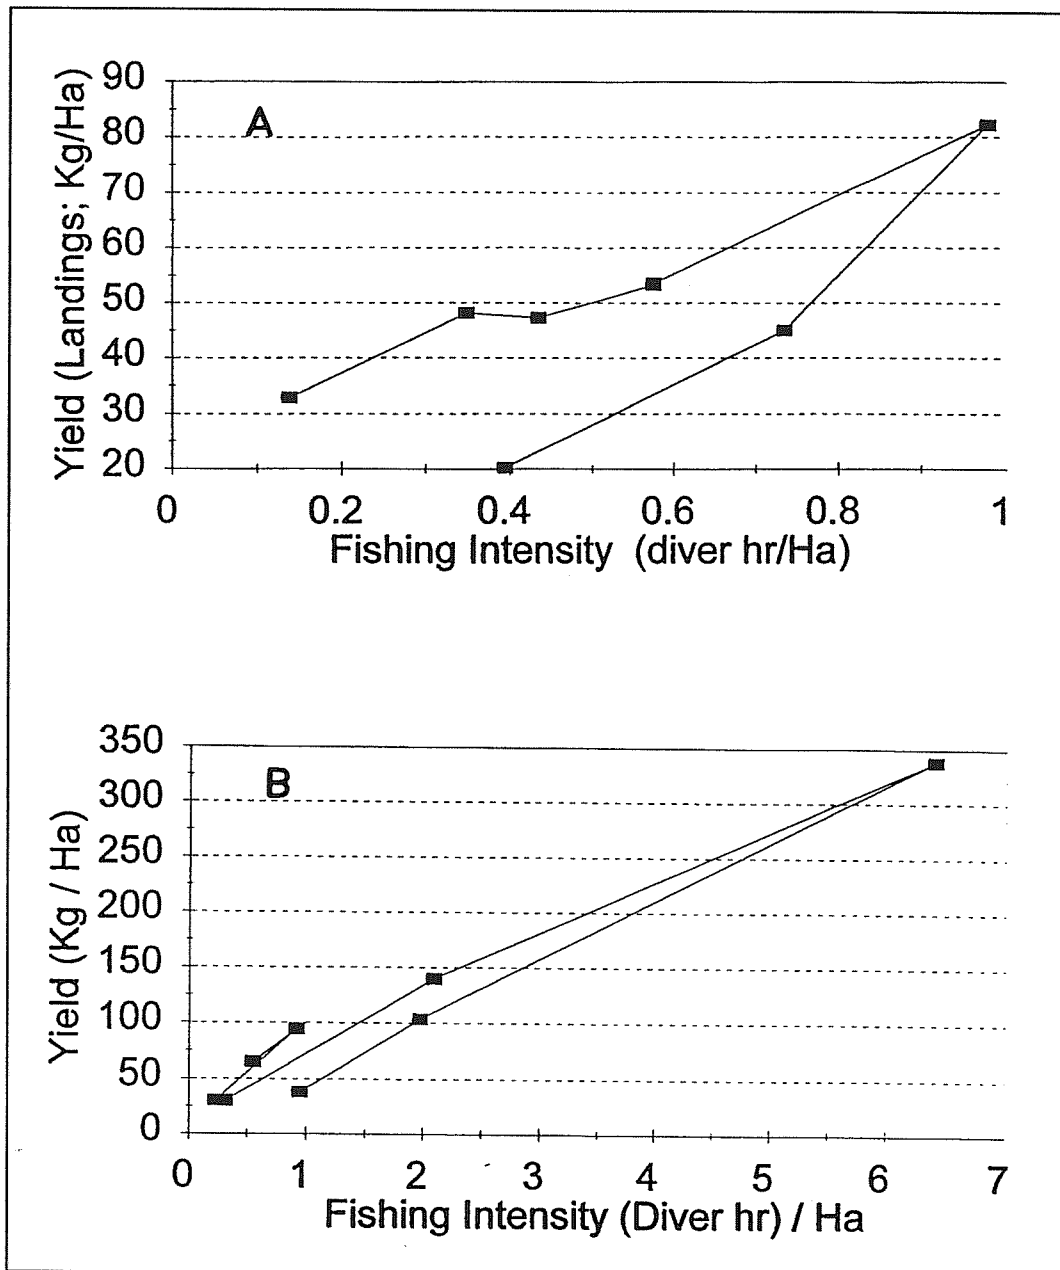 A
Yield (Landings; Kg/Ha)
90
80
70
60
50
40
30
20
0 0.2 0.4 0.6 0.8 1
Fishing Intensity (diver hr/Ha)
B
Yield (Kg / Ha)
350
300
250
200
150
100
50
0
0 1 2 3 4 5 6 7
Fishing Intensity (Diver hr) / Ha